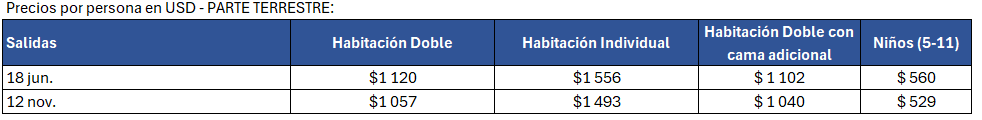 Precios por persona en USD - PARTE TERRESTRE:
Salidas Habitación Doble Habitación Individual Habitación Doble con cama adicional Niños (5-11)
18 jun. $1 120 $1 556 $ 1 102 $ 560
12 nov. $1 057 $1 493 $ 1 040 $ 529